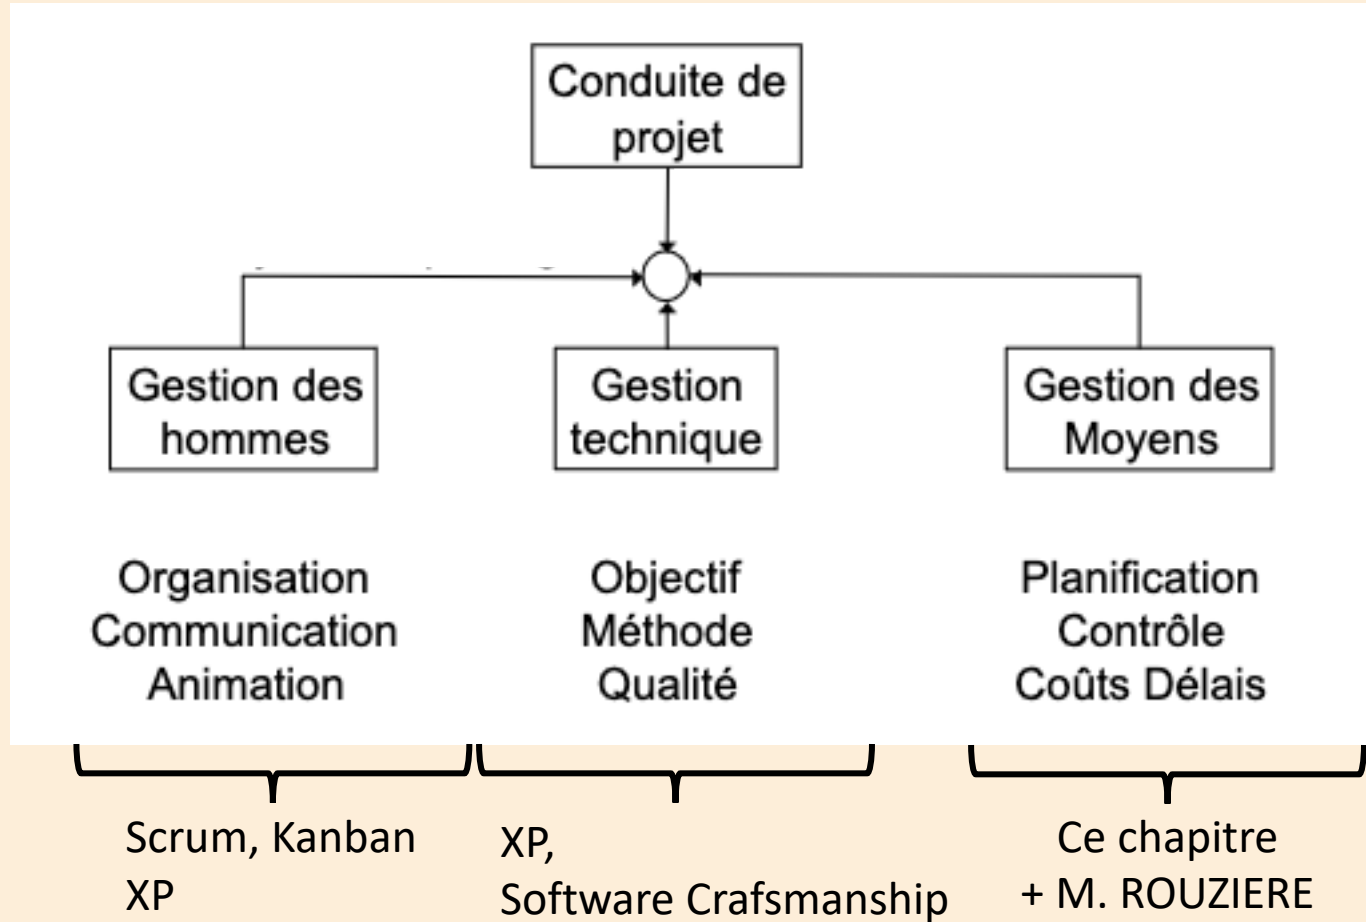 Conduite de
projet
Gestion des
hommes
Gestion
technique
Gestion des
Moyens
Organisation
Communication
Animation
Objectif
Méthode
Qualité
Planification
Contrôle
Coûts Délais
Scrum, Kanban
XP
XP,
Software Crafsmanship
Ce chapitre
+ M. ROUZIERE